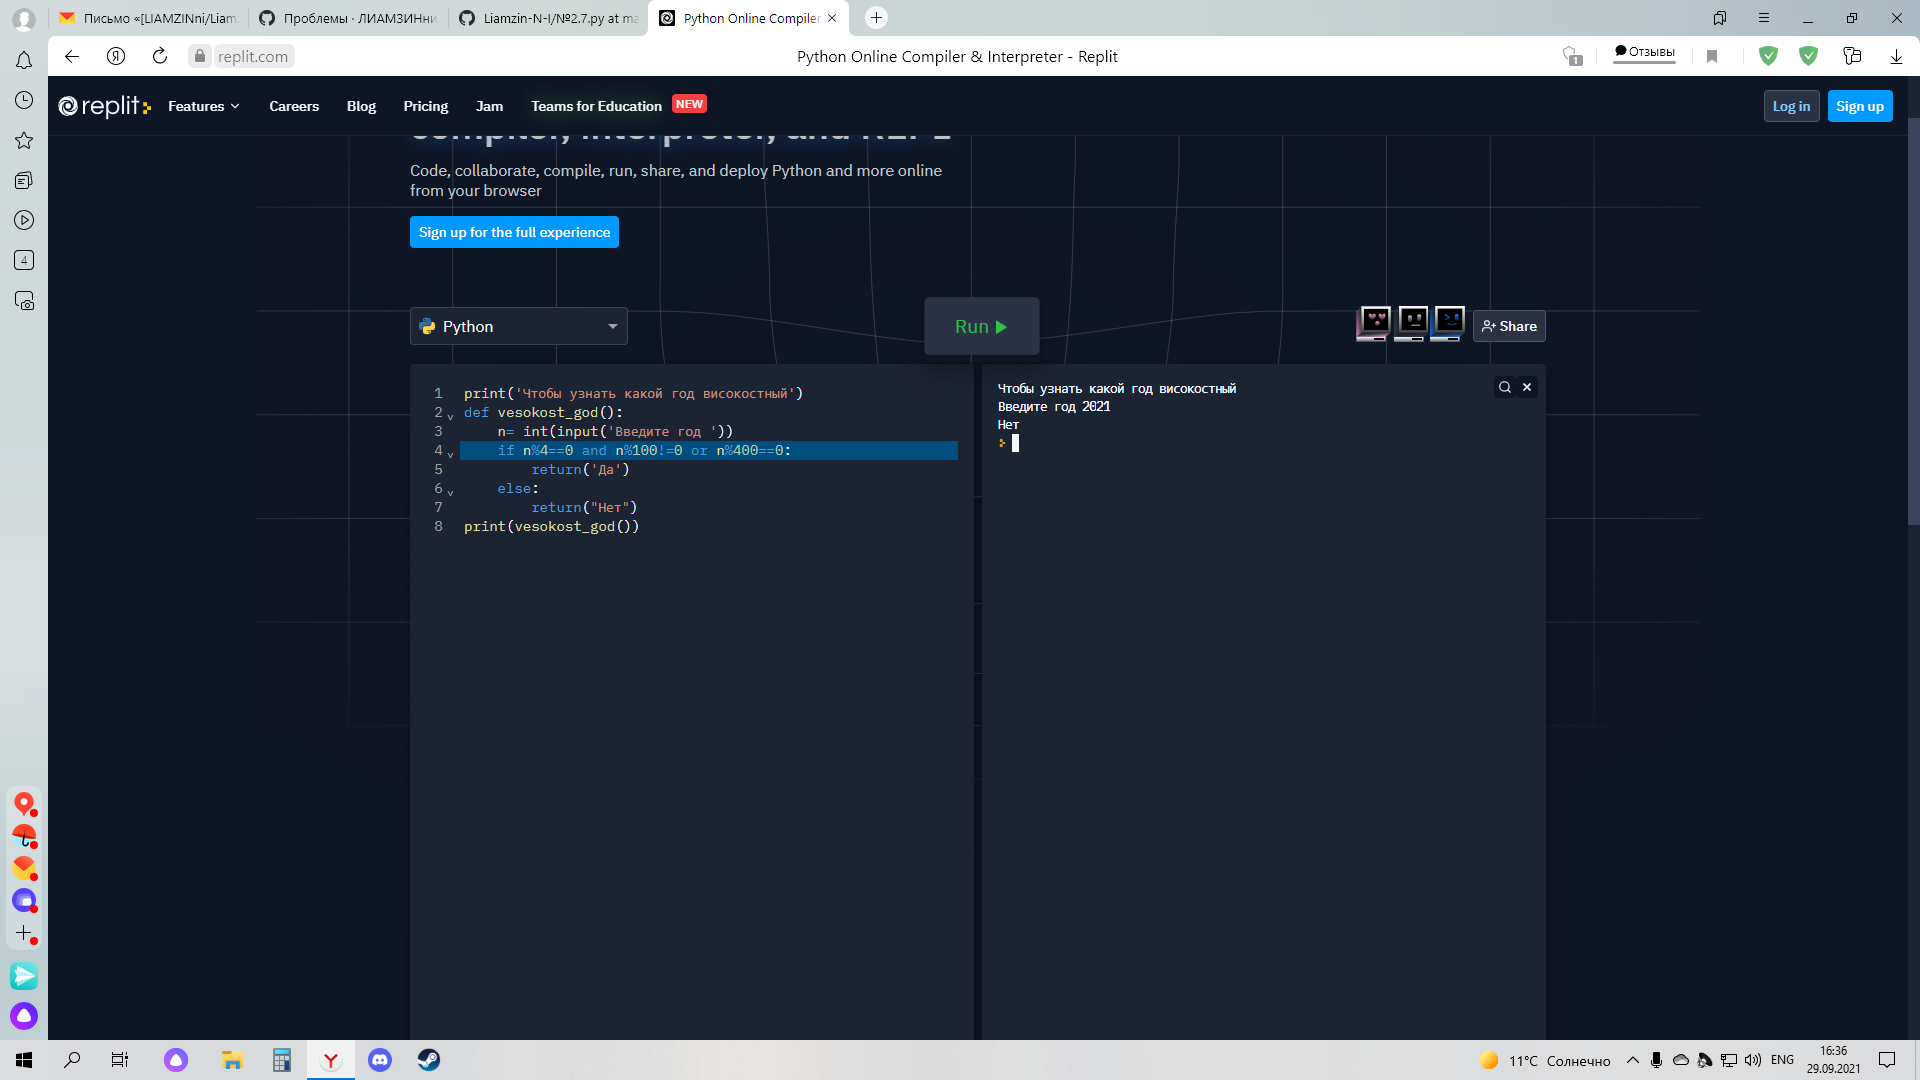 Письмо «[LIAMZINni/Liam
Проблемы · ЛИАМЗИНни
Liamzin-N-I/№2.7.py at ma
Python Online Compiler
replit.com
Python Online Compiler & Interpreter - Replit
1
Отзывы
replit
Features
Careers
Blog
Pricing
Jam
Teams for Education
NEW
Log in
Sign up
Code, collaborate, compile, run, share, and deploy Python and more online
from your browser
Sign up for the full experience
4
Python
Run
Share
1 print('Чтобы узнать какой год високостный')
2 def vesokost_god():
3 n= int(input('Введите год '))
4 if n%4==0 and n%100!=0 or n%400==0:
5 return('Да')
6 else:
7 return("Нет")
8 print(vesokost_god())
Чтобы узнать какой год високостный
Введите год 2021
Нет
11°C Солнечно
ENG
16:36
29.09.2021